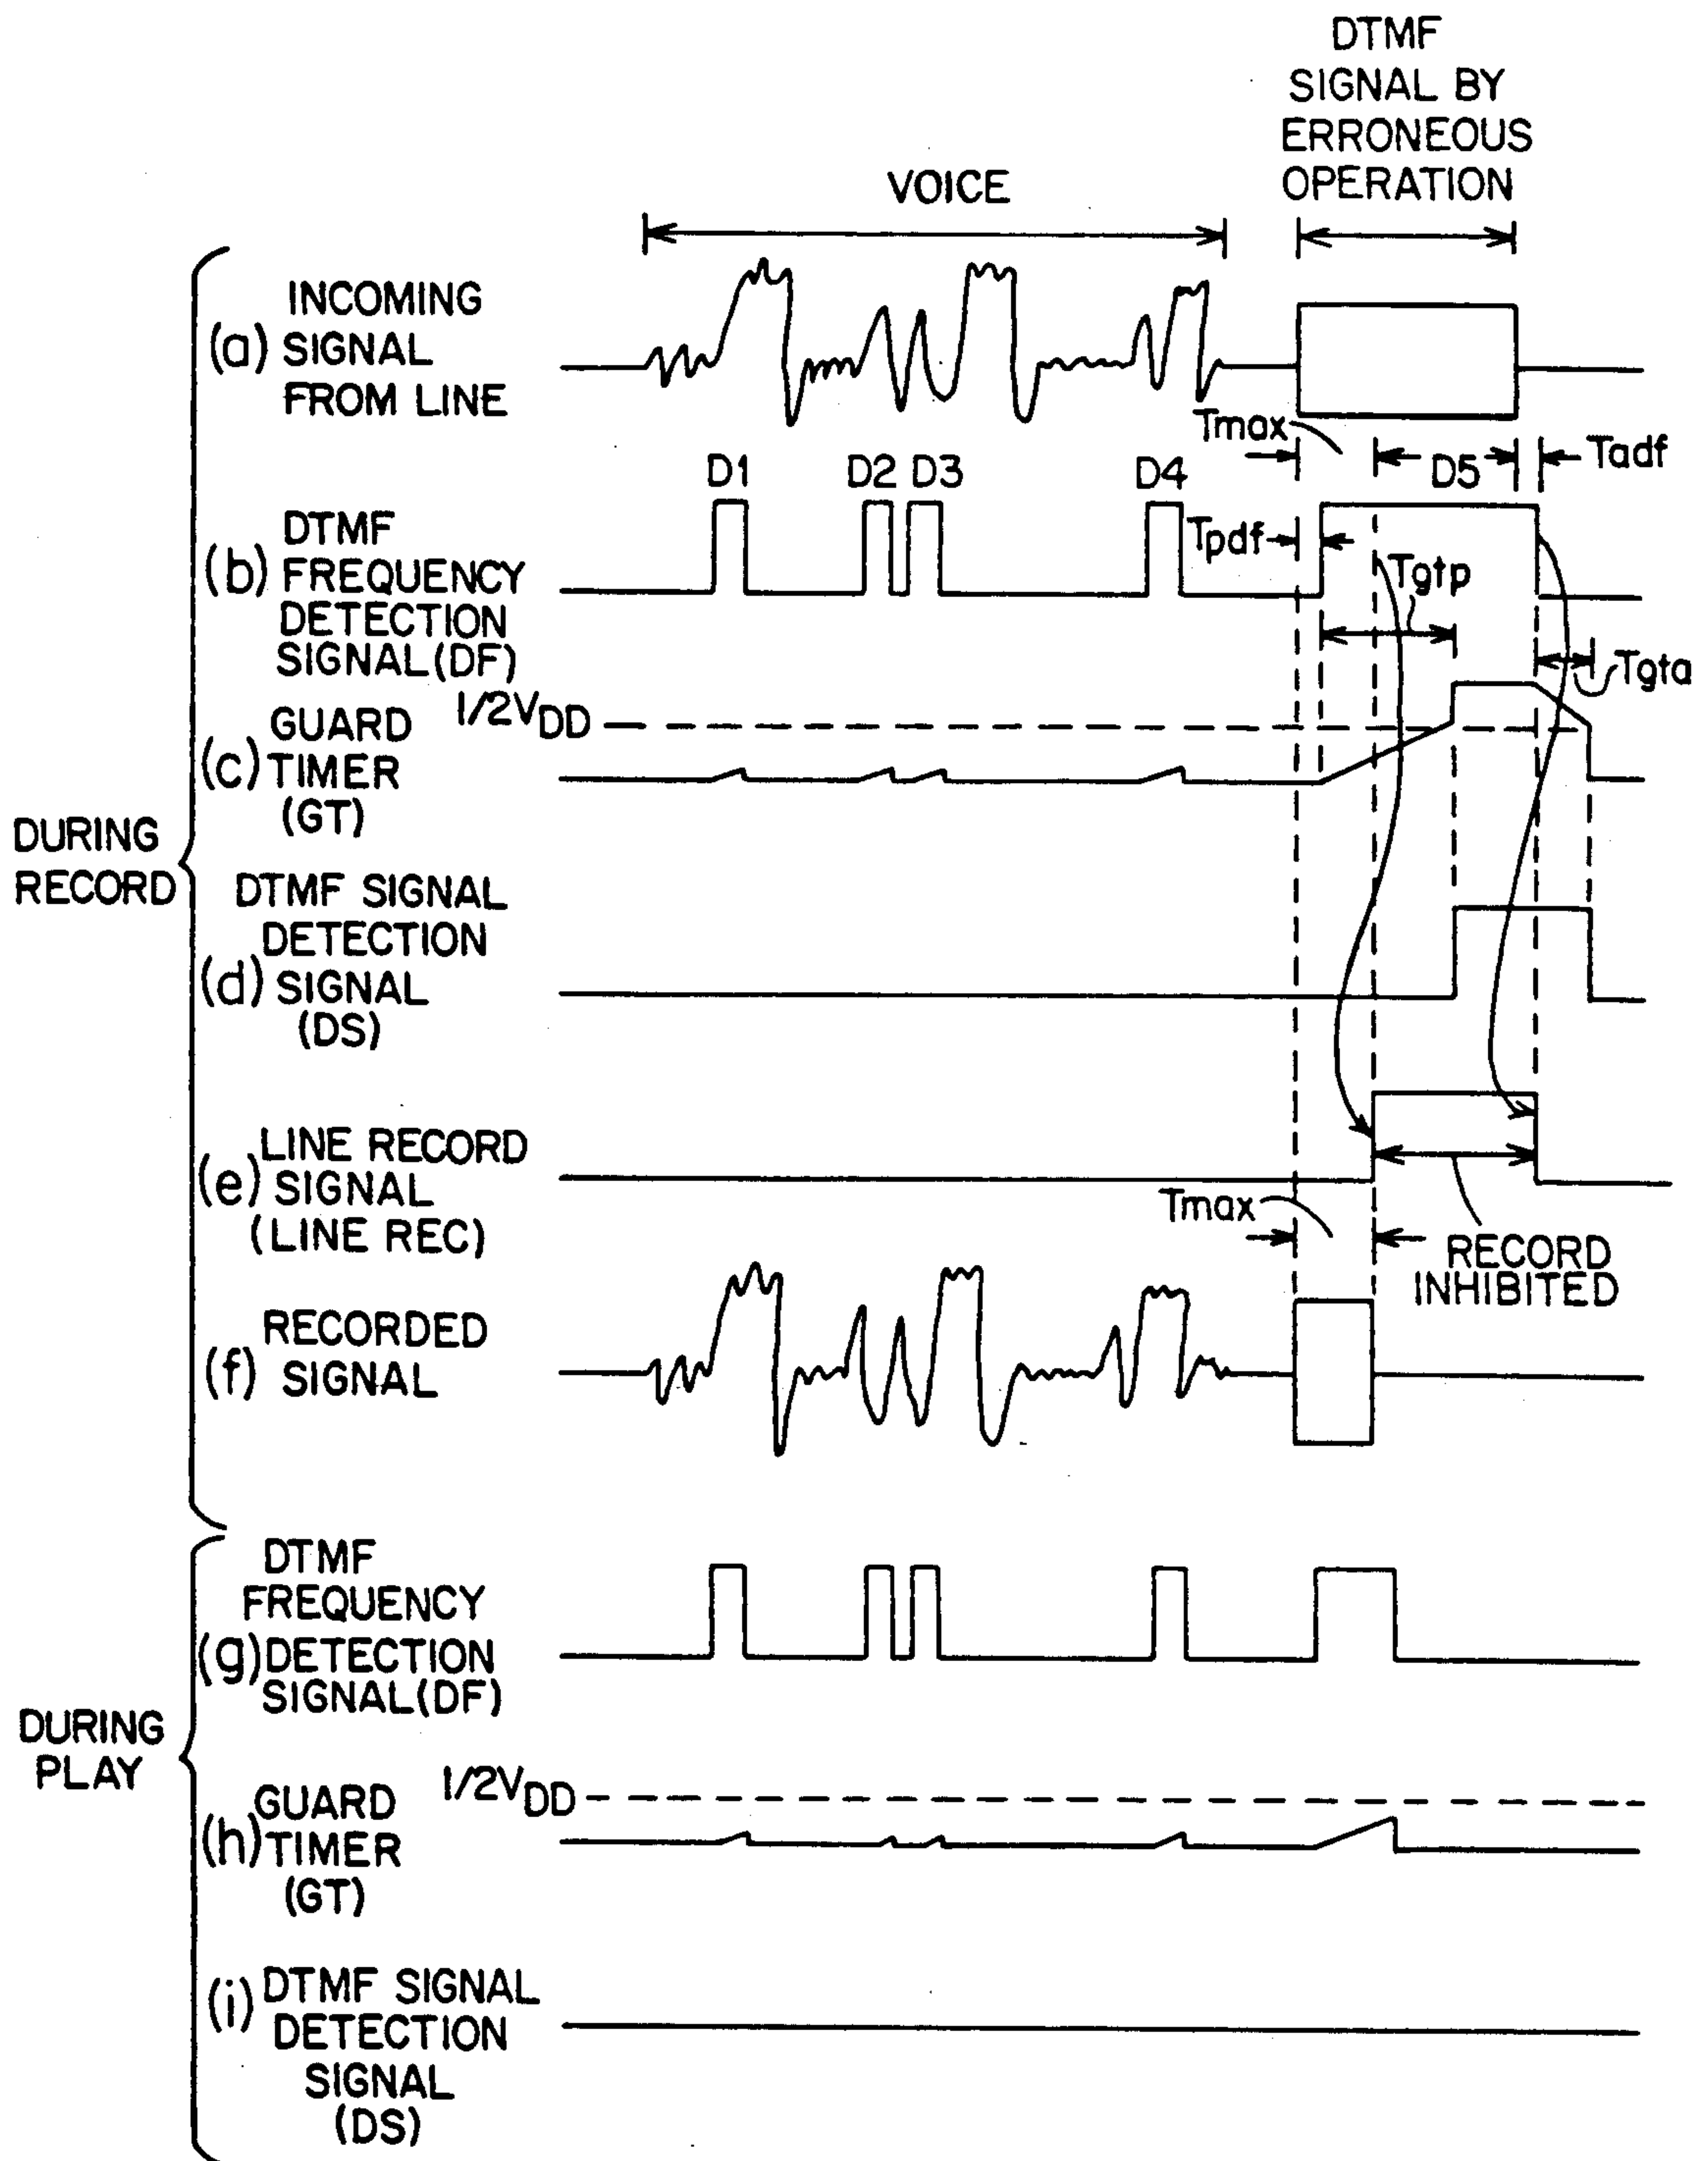 DTMF
SIGNAL BY
ERRONEOUS
OPERATION
VOICE
INCOMING
(a) SIGNAL
FROM LINE
Tmax
D1 D2 D3 D4 D5 Tadf
DTMF
(b) FREQUENCY
DETECTION
SIGNAL(DF)
Tpdf
Tgtp
Tgta
1/2VDD
GUARD
(c) TIMER
(GT)
DURING
RECORD
DTMF SIGNAL
DETECTION
(d) SIGNAL
(DS)
LINE RECORD
(e) SIGNAL
(LINE REC)
Tmax
RECORD
INHIBITED
RECORDED
(f) SIGNAL
DTMF
FREQUENCY
(g) DETECTION
SIGNAL(DF)
DURING
PLAY
1/2VDD
GUARD
(h) TIMER
(GT)
(i) DTMF SIGNAL
DETECTION
SIGNAL
(DS)